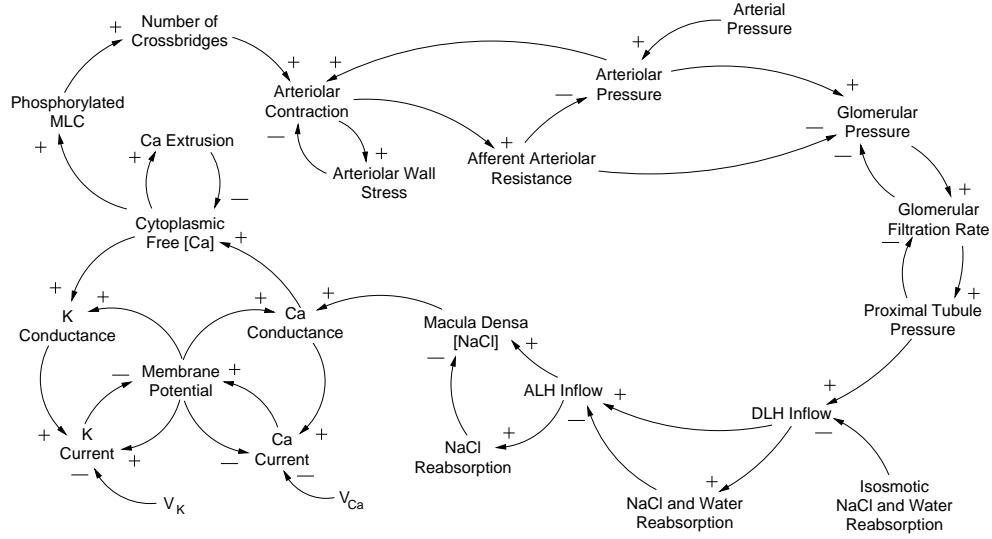 Number of
Crossbridges
Arterial
Pressure
Phosphorylated
MLC
Arteriolar
Contraction
Arteriolar
Pressure
Glomerular
Pressure
Ca Extrusion
Arteriolar Wall
Stress
Afferent Arteriolar
Resistance
Cytoplasmic
Free [Ca]
Glomerular
Filtration Rate
K
Conductance
Ca
Conductance
Macula Densa
[NaCl]
Proximal Tubule
Pressure
Membrane
Potential
ALH Inflow
DLH Inflow
K
Current
Ca
Current
NaCl
Reabsorption
V K
V Ca
NaCl and Water
Reabsorption
Isosmotic
NaCl and Water
Reabsorption